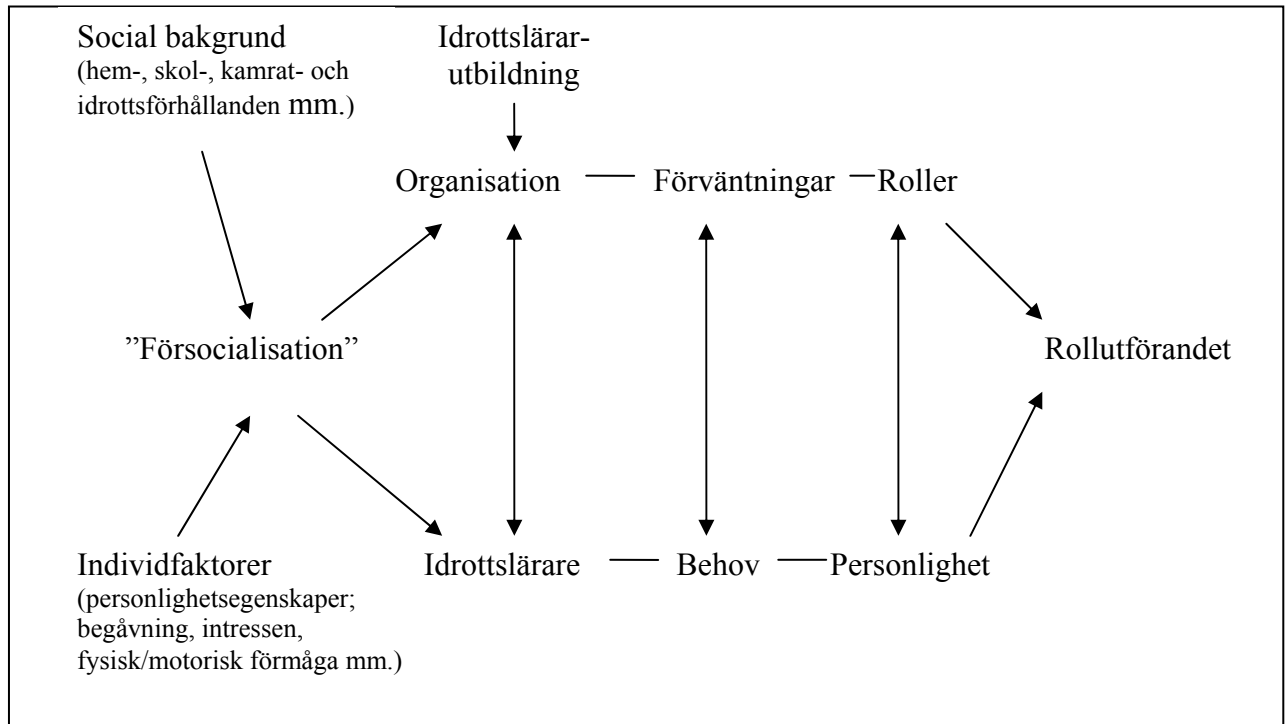 Social bakgrund
(hem-, skol-, kamrat- och
idrottsförhållanden mm.)
Idrottslärar-
utbildning
Organisation
Förväntningar
Roller
”Försocialisation”
Rollutförandet
Individfaktorer
(personlighetsegenskaper;
begåvning, intressen,
fysisk/motorisk förmåga mm.)
Idrottslärare
Behov
Personlighet